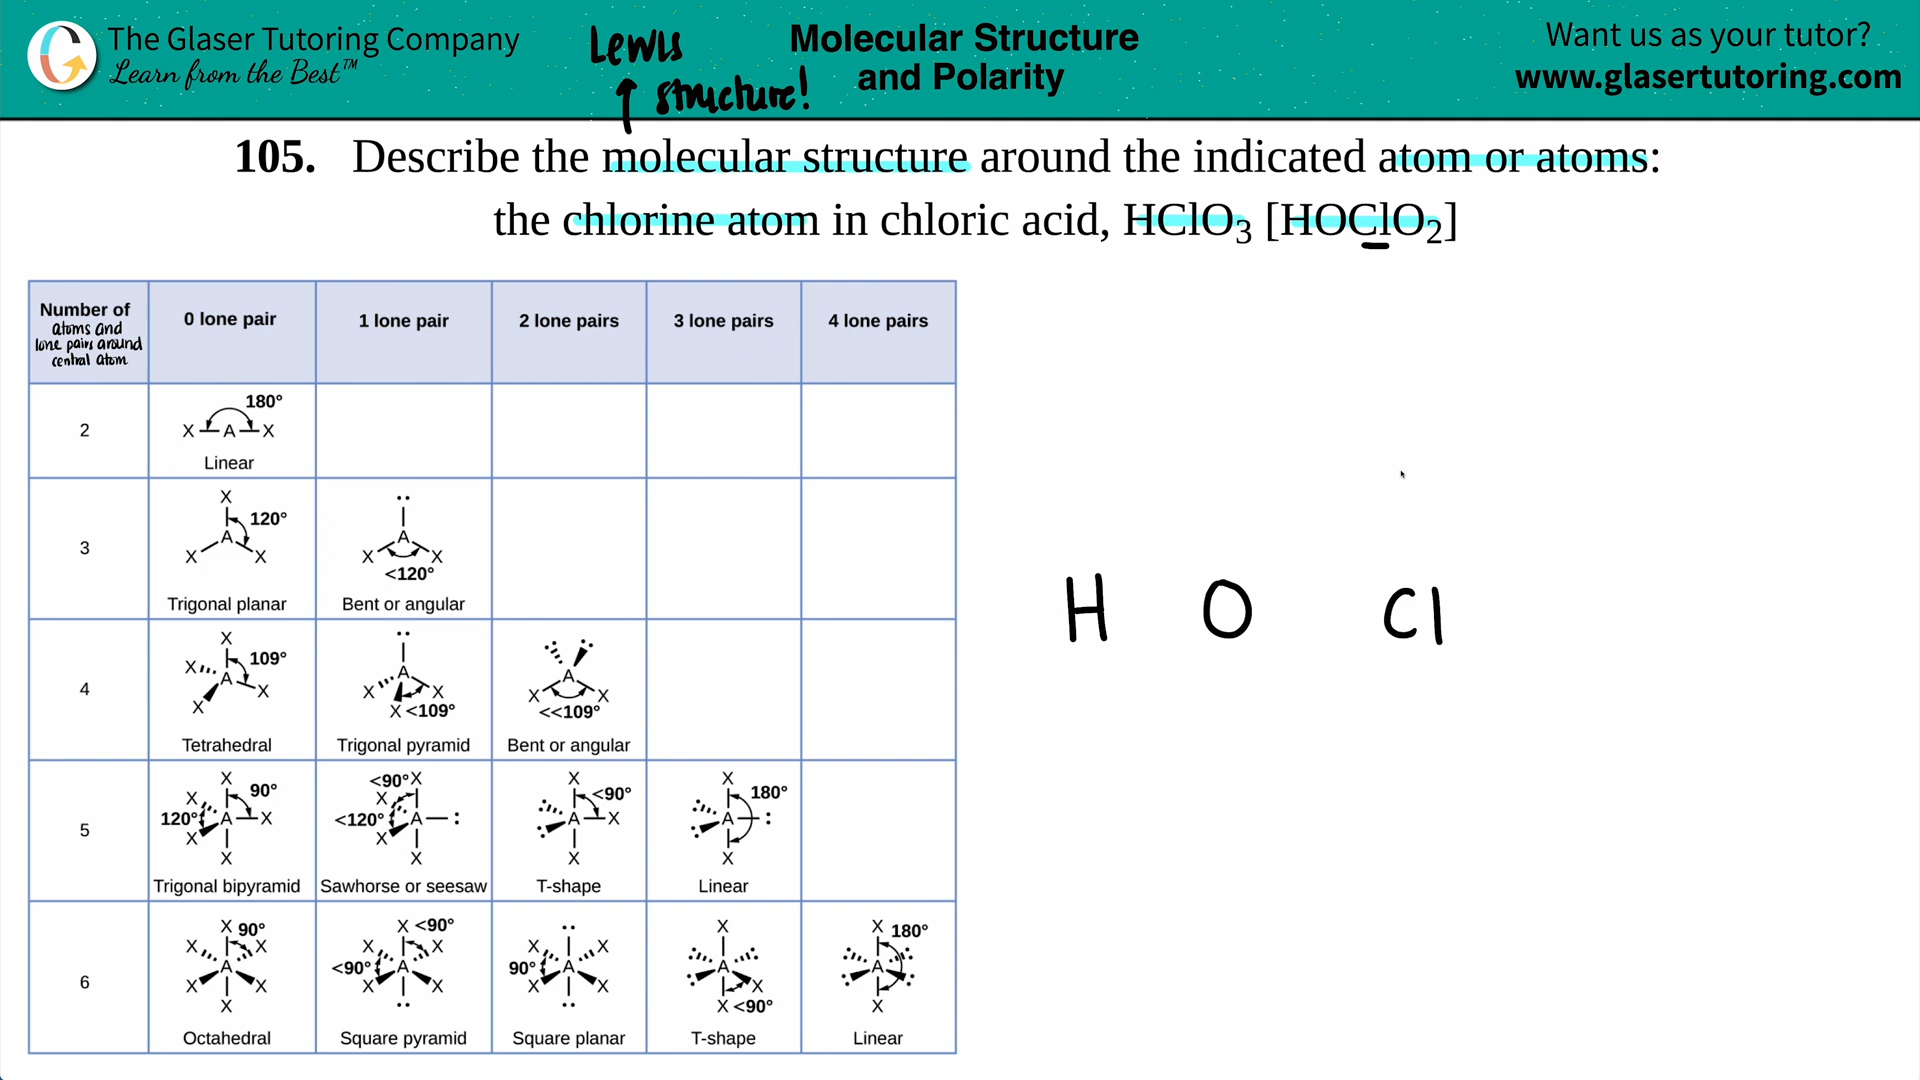 The Glaser Tutoring Company
Learn from the Best™
Lewis
structure!
Molecular Structure
and Polarity
Want us as your tutor?
www.glasertutoring.com
105. Describe the molecular structure around the indicated atom or atoms:
the chlorine atom in chloric acid, HClO₃ [HOClO₂]
Number of
atoms and
lone pairs around
central atom
0 lone pair
1 lone pair
2 lone pairs
3 lone pairs
4 lone pairs
2
180°
X A X
Linear
3
X
120°
A
X X
Trigonal planar
:
A
X X
<120°
Bent or angular
4
X
109°
X A
X X
Tetrahedral
:
A
X X
X <109°
Trigonal pyramid
: :
A
X X
<<109°
Bent or angular
5
X
X 90°
120° A X
X
X
Trigonal bipyramid
<90° X
X
<120° A :
X
X
Sawhorse or seesaw
X
: <90°
A X
:
X
T-shape
X
: 180°
A :
:
X
Linear
6
X 90°
X X
A
X X
X
Octahedral
X <90°
X X
<90° A
X X
:
Square pyramid
:
X X
90° A
X X
:
Square planar
X
: :
A
: X
X <90°
T-shape
X 180°
: :
A
: :
X
Linear
H O Cl